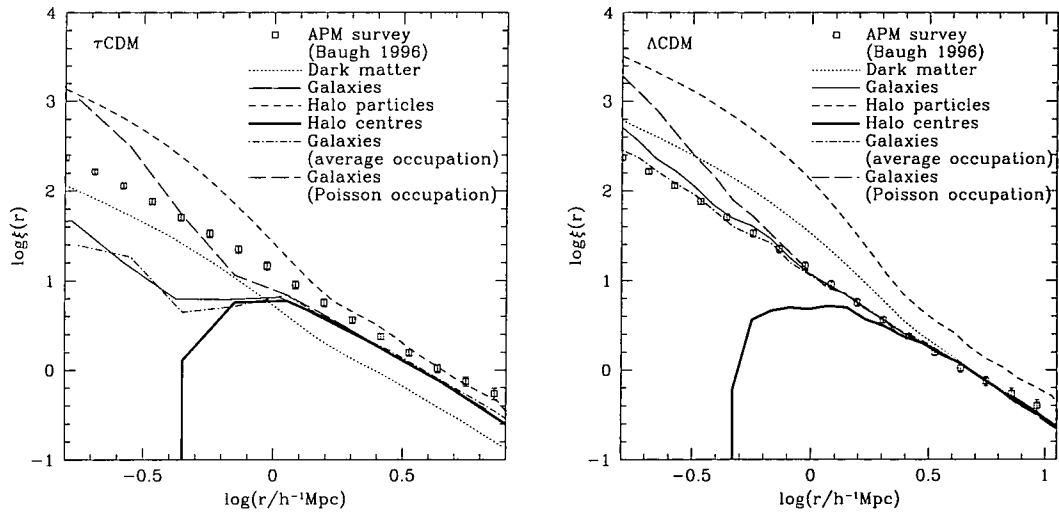 τCDM
APM survey
(Baugh 1996)
Dark matter
Galaxies
Halo particles
Halo centres
Galaxies
(average occupation)
Galaxies
(Poisson occupation)
logξ(r)
4
3
2
1
0
−1
−0.5
0
0.5
log(r/h⁻¹Mpc)
ΛCDM
APM survey
(Baugh 1996)
Dark matter
Galaxies
Halo particles
Halo centres
Galaxies
(average occupation)
Galaxies
(Poisson occupation)
logξ(r)
4
3
2
1
0
−1
−0.5
0
0.5
1
log(r/h⁻¹Mpc)